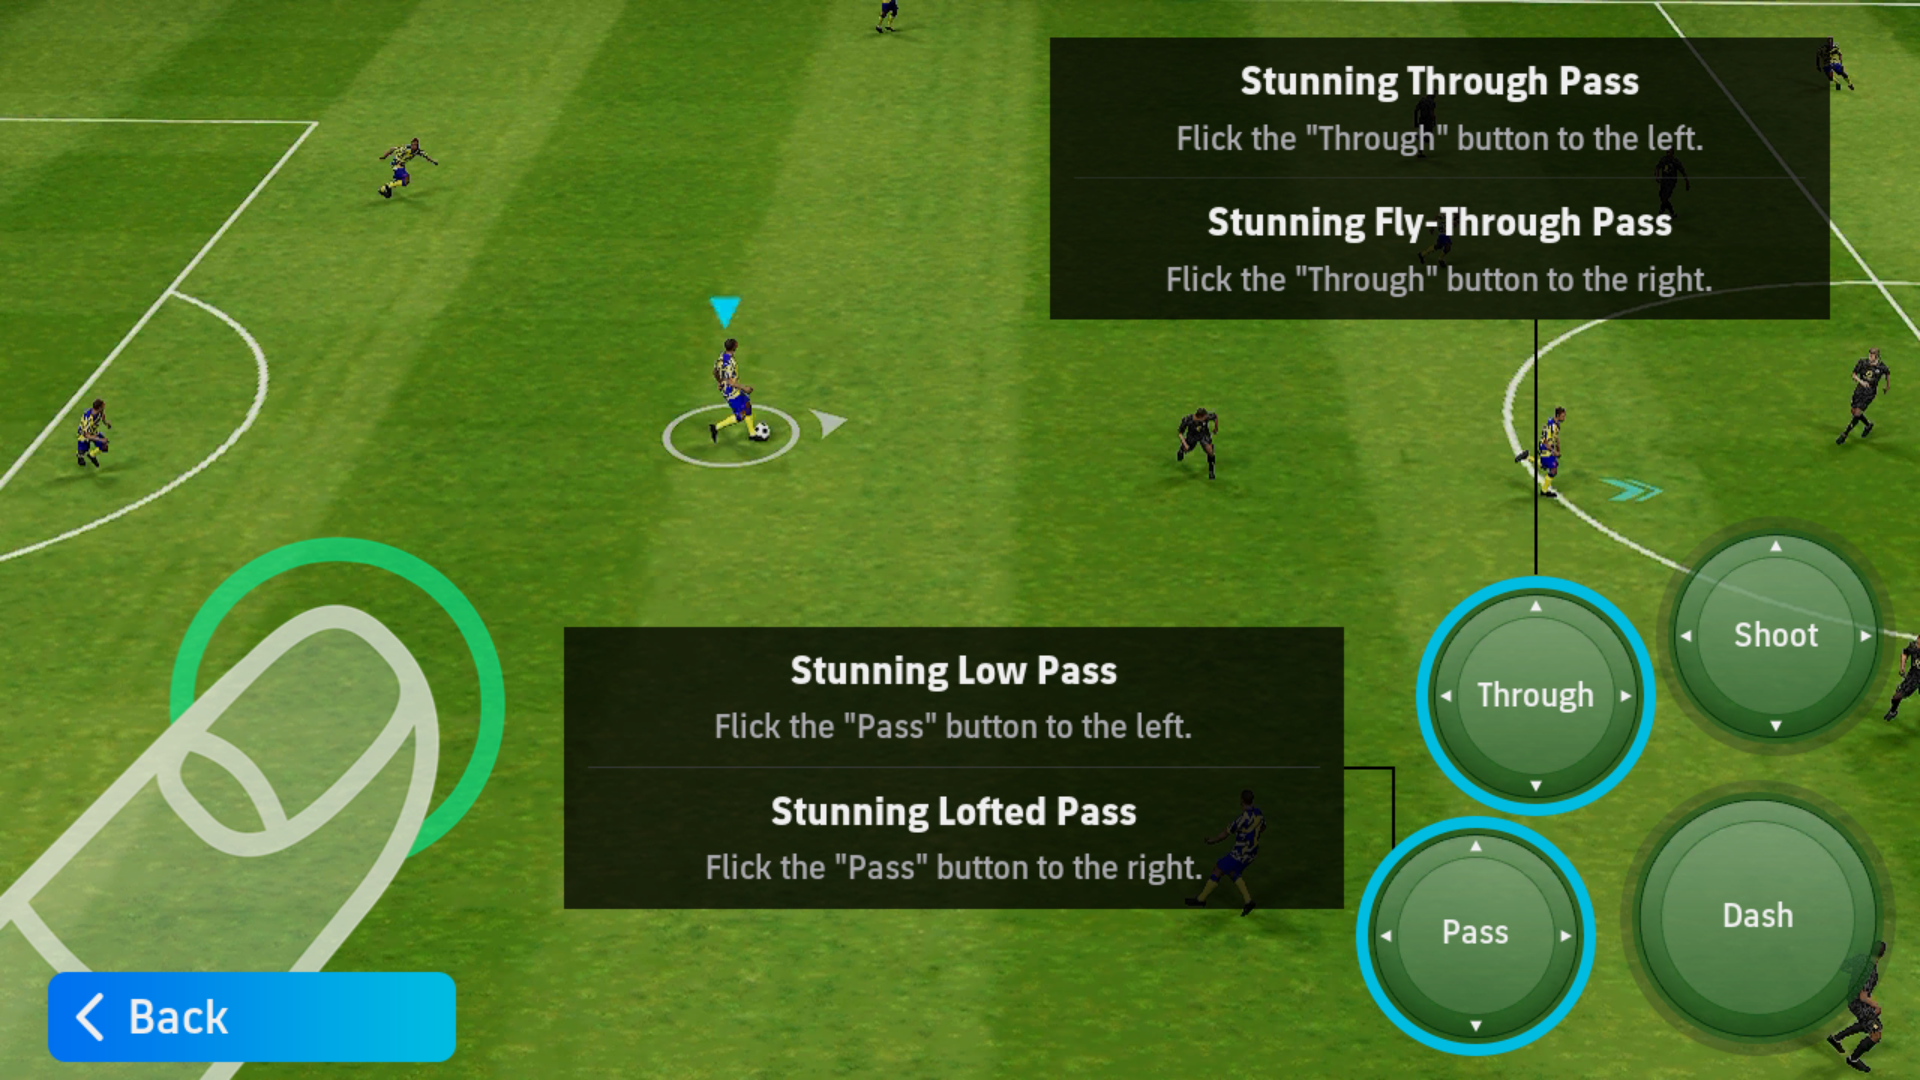 Stunning Through Pass
Flick the "Through" button to the left.
Stunning Fly-Through Pass
Flick the "Through" button to the right.
Stunning Low Pass
Flick the "Pass" button to the left.
Stunning Lofted Pass
Flick the "Pass" button to the right.
Shoot
Through
Dash
Pass
Back